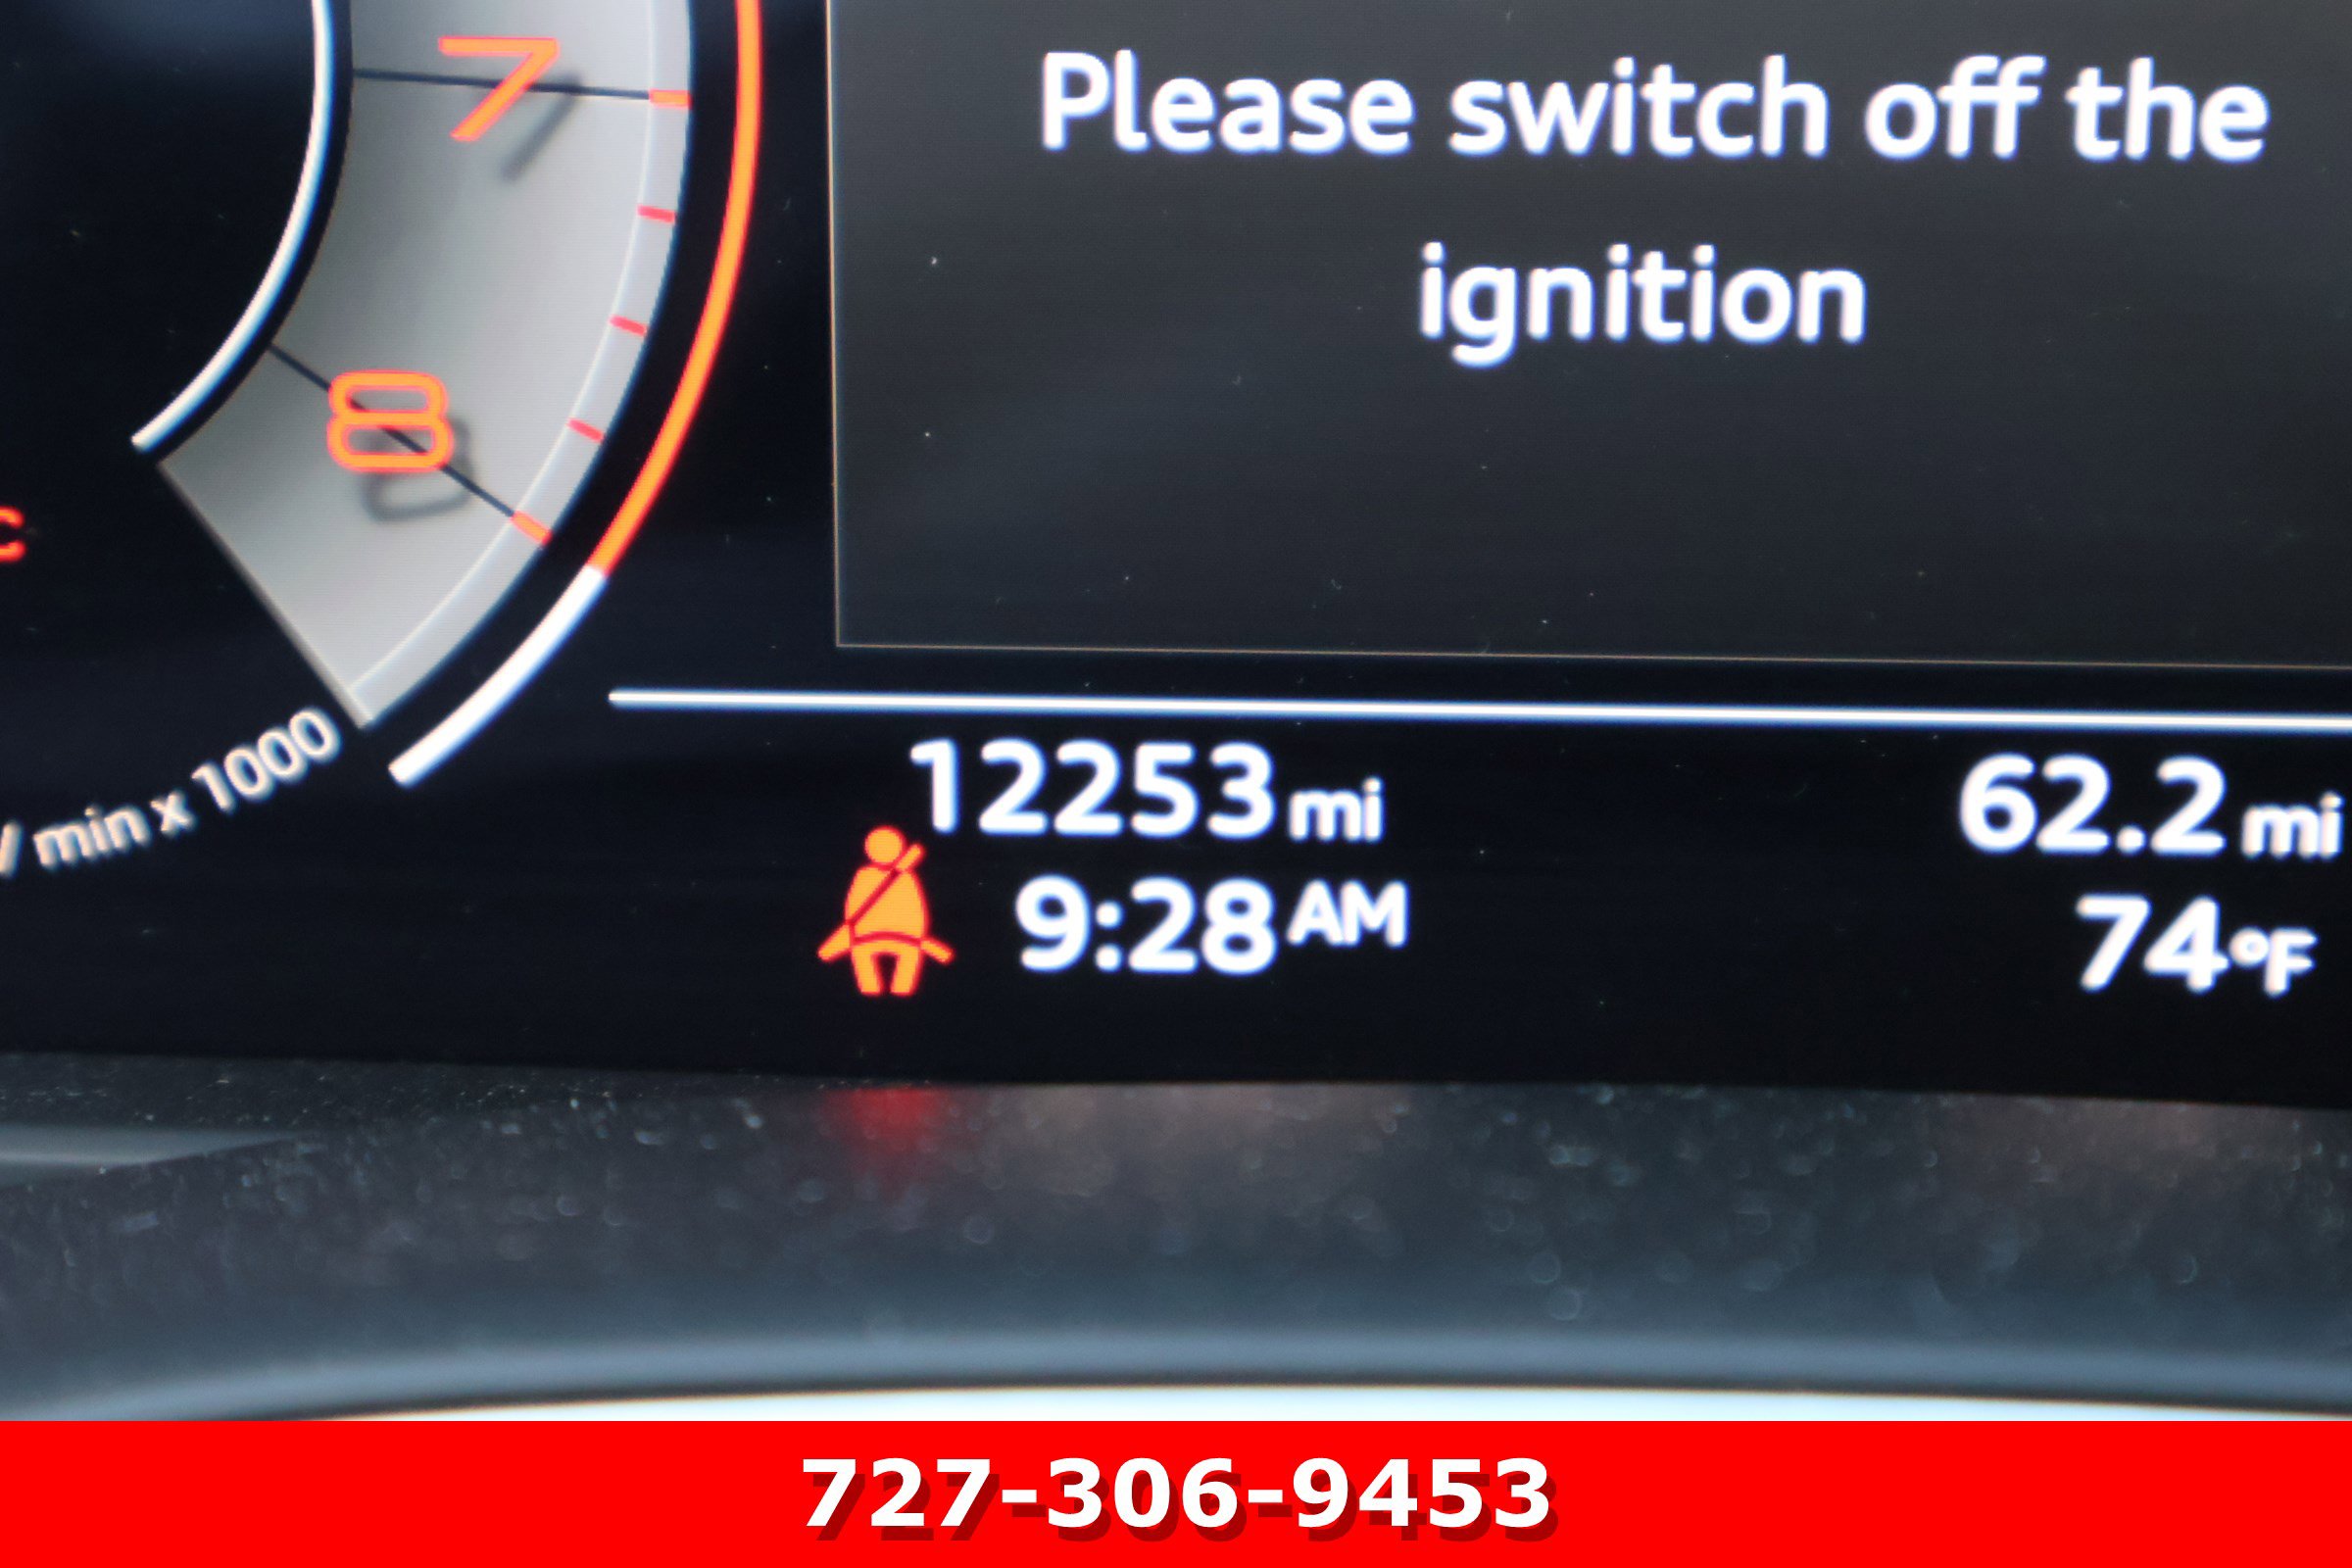 7
Please switch off the
ignition
8
c
/ min x 1000
12253 mi
62.2 mi
9:28 AM
74°F
727-306-9453